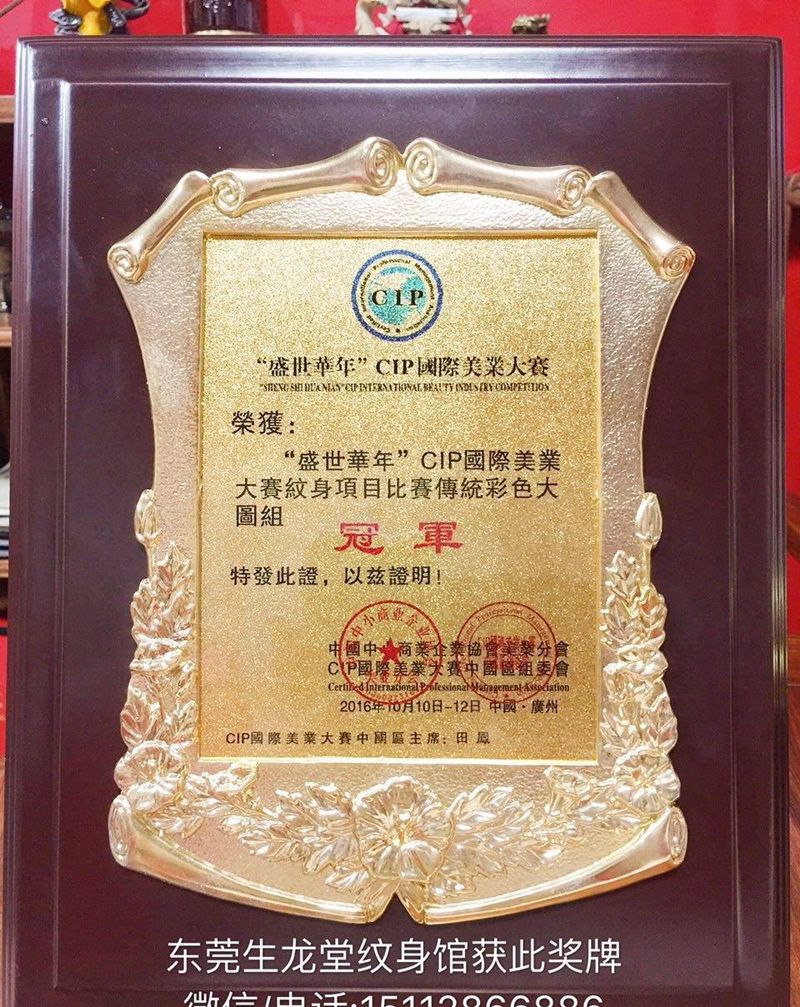 CIP
"盛世華年"CIP國際美業大賽
"SHENG SHI HUA NIAN" CIP INTERNATIONAL BEAUTY INDUSTRY COMPETITION
榮獲：
"盛世華年"CIP國際美業
大賽紋身項目比賽傳統彩色大
圖組
冠軍
特發此證，以兹證明！
中國中小商業企業協會美業分會
CIP國際美業大賽中國區組委會
Certified International Professional Management Association
2016年10月10日-12日 中國·廣州
CIP國際美業大賽中國區主席：田 鳳
东莞生龙堂纹身馆获此奖牌
微信/电话:15112866886